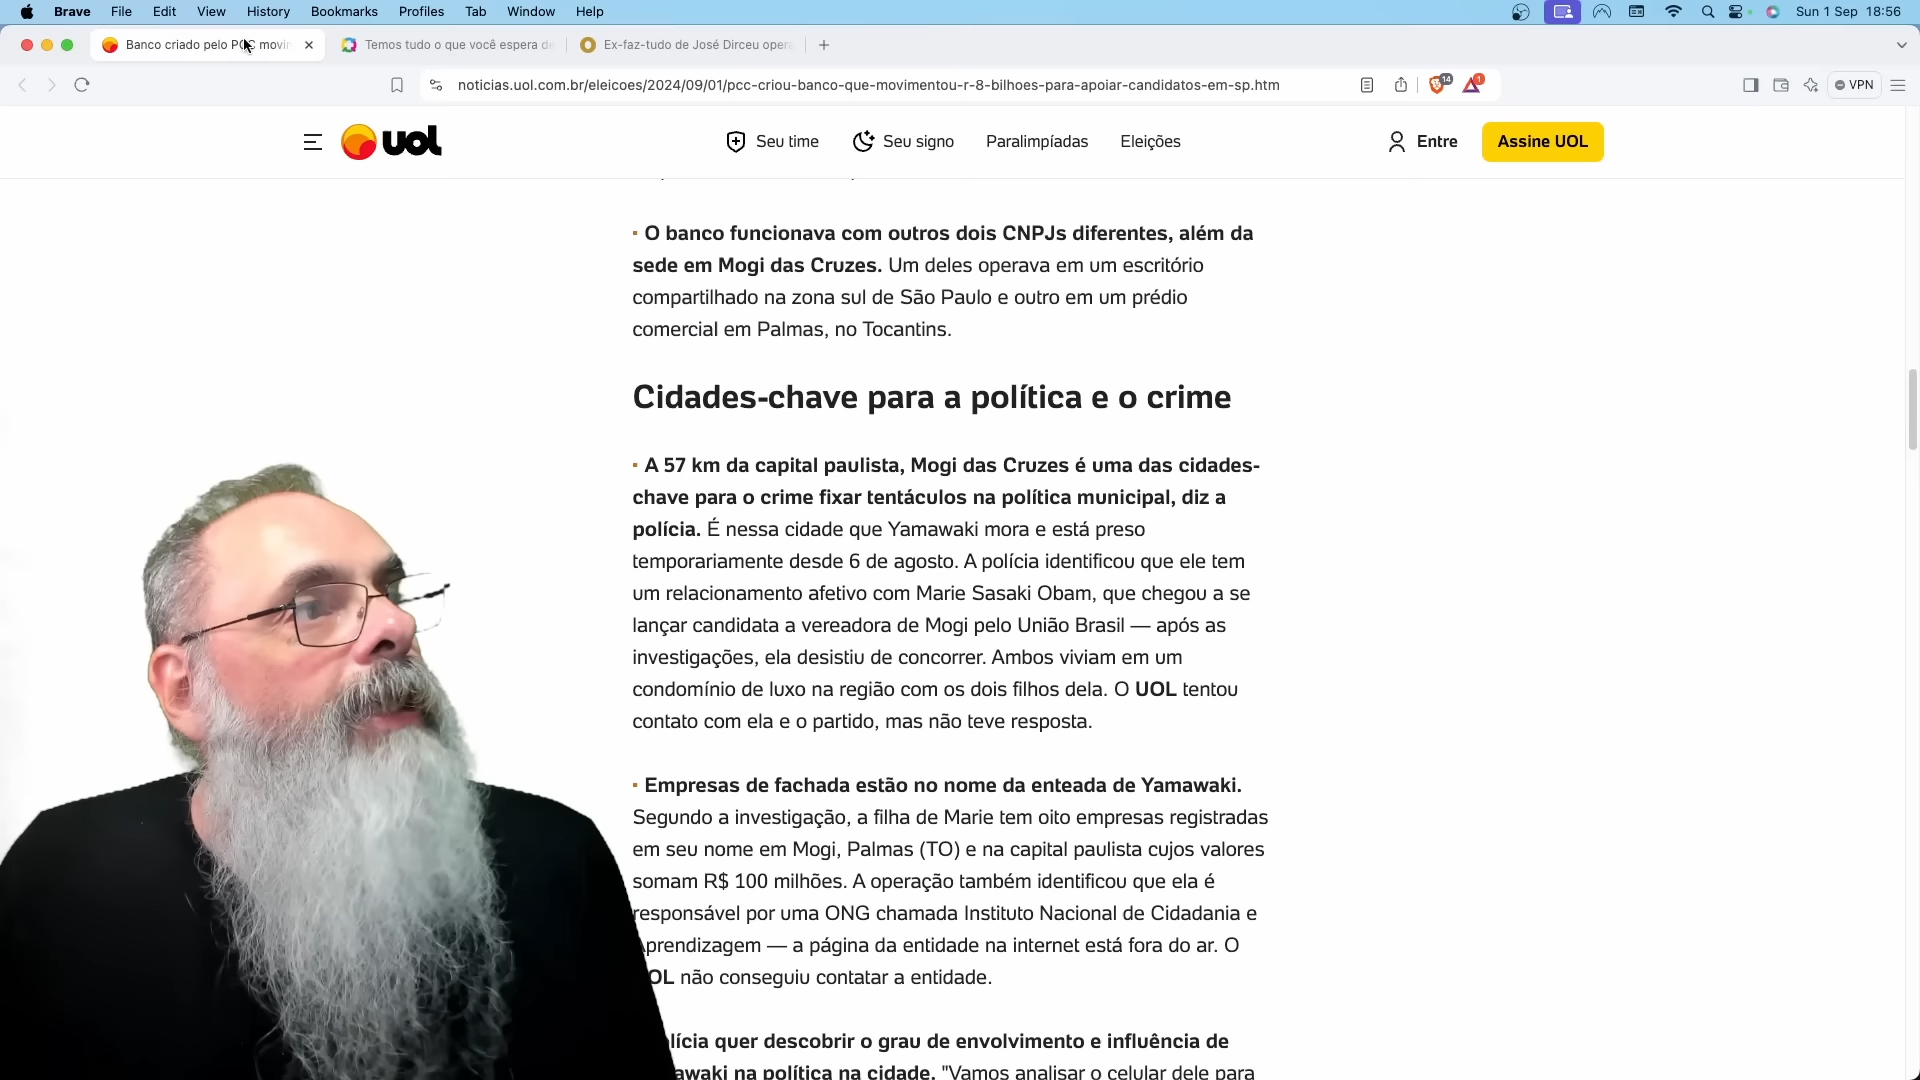 Brave File Edit View History Bookmarks Profiles Tab Window Help
Sun 1 Sep 18:56
Banco criado pelo PCC movin
Temos tudo o que você espera de
Ex-faz-tudo de José Dirceu opera
noticias.uol.com.br/eleicoes/2024/09/01/pcc-criou-banco-que-movimentou-r-8-bilhoes-para-apoiar-candidatos-em-sp.htm
14
1
VPN
uol
Seu time
Seu signo
Paralimpíadas
Eleições
Entre
Assine UOL
O banco funcionava com outros dois CNPJs diferentes, além da
sede em Mogi das Cruzes. Um deles operava em um escritório
compartilhado na zona sul de São Paulo e outro em um prédio
comercial em Palmas, no Tocantins.
Cidades-chave para a política e o crime
A 57 km da capital paulista, Mogi das Cruzes é uma das cidades-
chave para o crime fixar tentáculos na política municipal, diz a
polícia. É nessa cidade que Yamawaki mora e está preso
temporariamente desde 6 de agosto. A polícia identificou que ele tem
um relacionamento afetivo com Marie Sasaki Obam, que chegou a se
lançar candidata a vereadora de Mogi pelo União Brasil — após as
investigações, ela desistiu de concorrer. Ambos viviam em um
condomínio de luxo na região com os dois filhos dela. O UOL tentou
contato com ela e o partido, mas não teve resposta.
Empresas de fachada estão no nome da enteada de Yamawaki.
Segundo a investigação, a filha de Marie tem oito empresas registradas
em seu nome em Mogi, Palmas (TO) e na capital paulista cujos valores
somam R$ 100 milhões. A operação também identificou que ela é
responsável por uma ONG chamada Instituto Nacional de Cidadania e
prendizagem — a página da entidade na internet está fora do ar. O
OL não conseguiu contatar a entidade.
lícia quer descobrir o grau de envolvimento e influência de
awaki na política na cidade. "Vamos analisar o celular dele para